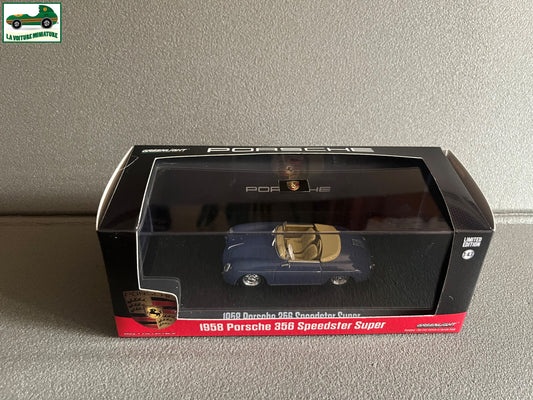 LA VOITURE MINIATURE
GREENLIGHT
PORSCHE
PORSCHE
LIMITED
EDITION
1:43
1958 Porsche 356 Speedster Super
1958 Porsche 356 Speedster Super
GREENLIGHT